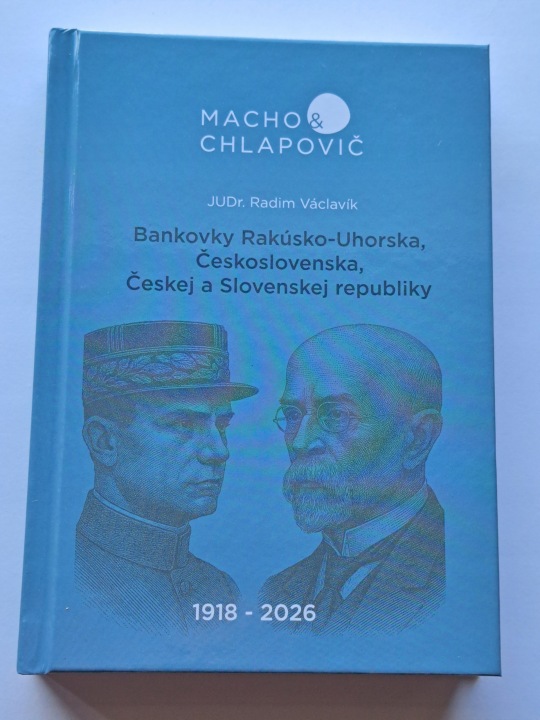 MACHO &
CHLAPOVIČ
JUDr. Radim Václavík
Bankovky Rakúsko-Uhorska,
Československa,
Českej a Slovenskej republiky
1918 - 2026